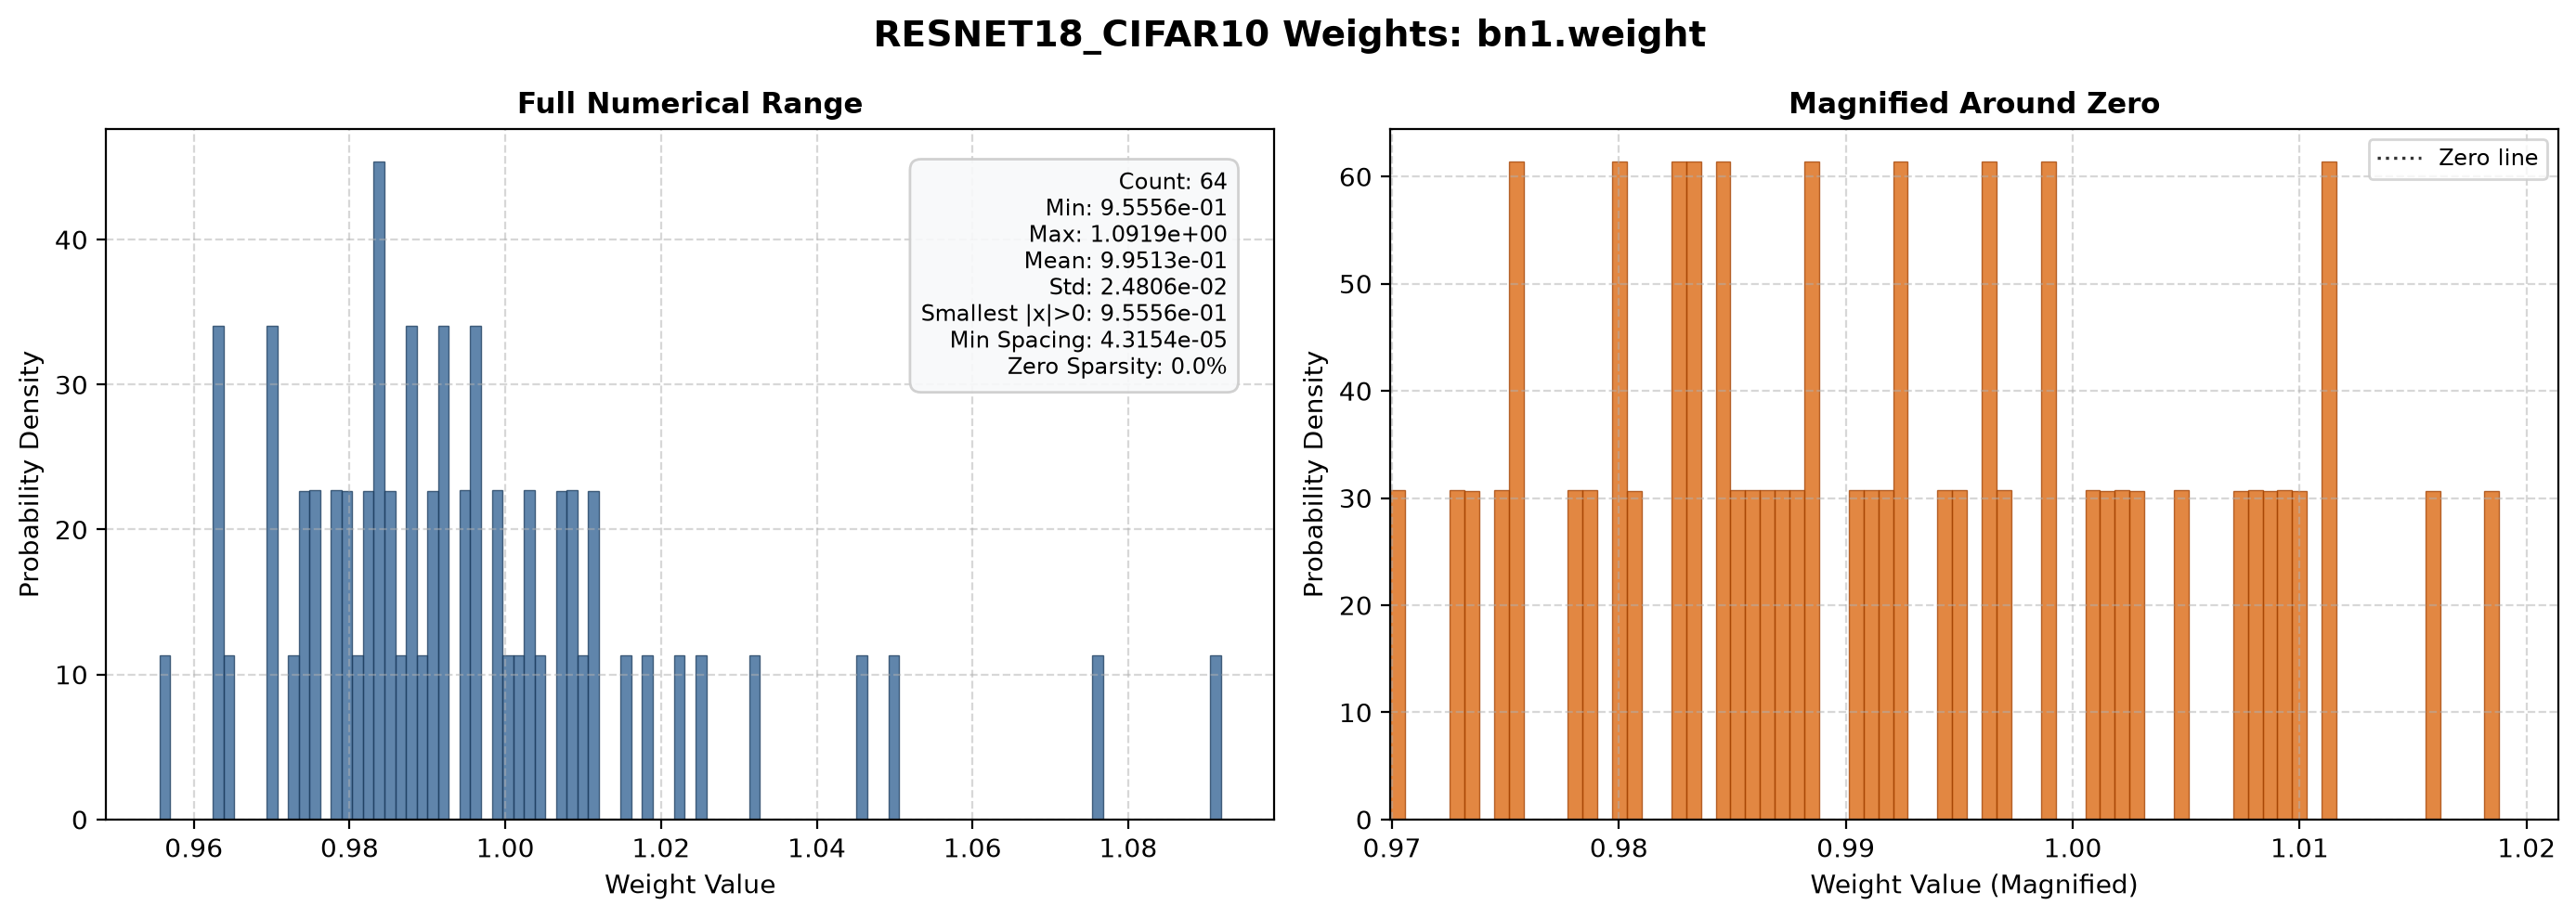 RESNET18_CIFAR10 Weights: bn1.weight
Full Numerical Range
Probability Density
40
30
20
10
0
Count: 64
Min: 9.5556e-01
Max: 1.0919e+00
Mean: 9.9513e-01
Std: 2.4806e-02
Smallest |x|>0: 9.5556e-01
Min Spacing: 4.3154e-05
Zero Sparsity: 0.0%
0.96 0.98 1.00 1.02 1.04 1.06 1.08
Weight Value
Magnified Around Zero
Probability Density
60
50
40
30
20
10
0
Zero line
0.97 0.98 0.99 1.00 1.01 1.02
Weight Value (Magnified)